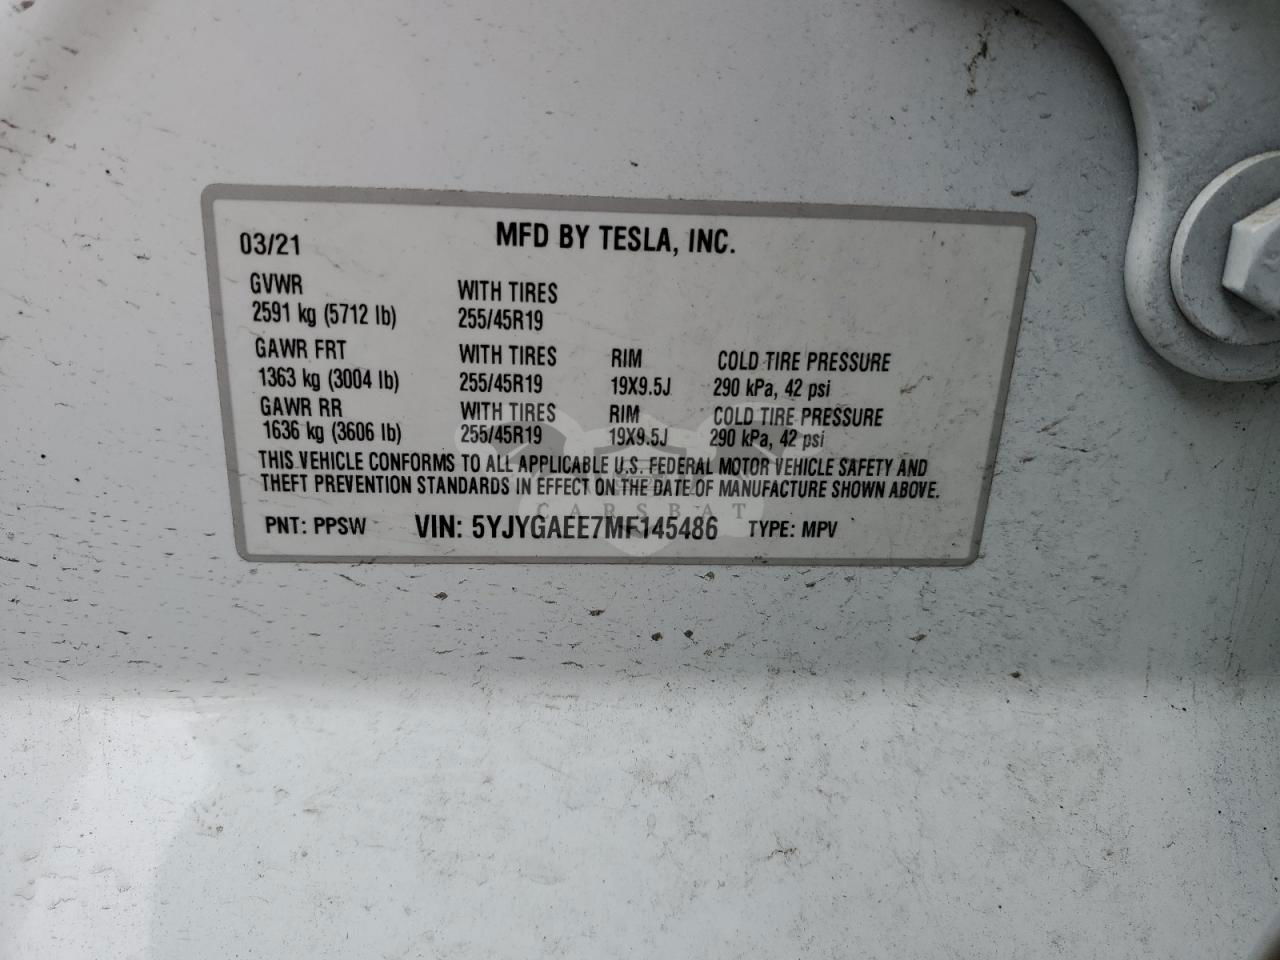 03/21 MFD BY TESLA, INC.
GVWR WITH TIRES
2591 kg (5712 lb) 255/45R19
GAWR FRT WITH TIRES RIM COLD TIRE PRESSURE
1363 kg (3004 lb) 255/45R19 19X9.5J 290 kPa, 42 psi
GAWR RR WITH TIRES RIM COLD TIRE PRESSURE
1636 kg (3606 lb) 255/45R19 19X9.5J 290 kPa, 42 psi
THIS VEHICLE CONFORMS TO ALL APPLICABLE U.S. FEDERAL MOTOR VEHICLE SAFETY AND
THEFT PREVENTION STANDARDS IN EFFECT ON THE DATE OF MANUFACTURE SHOWN ABOVE.
CARSBAT
PNT: PPSW VIN: 5YJYGAEE7MF145486 TYPE: MPV